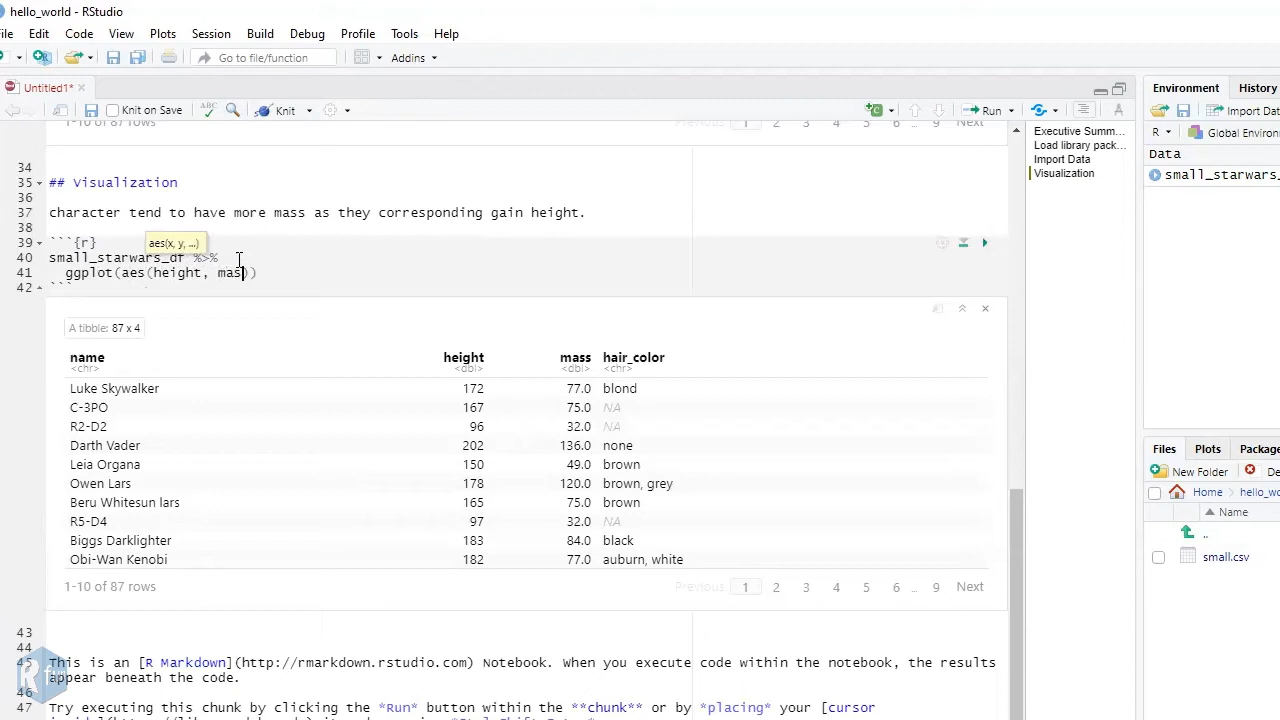 hello_world - RStudio
File Edit Code View Plots Session Build Debug Profile Tools Help
Go to file/function Addins
Untitled1*
Knit on Save ABC Knit Run
1-10 of 87 rows Previous 1 2 3 4 5 6 ... 9 Next
34
35 ## Visualization
36
37 character tend to have more mass as they corresponding gain height.
38
39 ```{r}
aes(x, y, ...)
40 small_starwars_df %>%
41 ggplot(aes(height, mas))
42 ```
A tibble: 87 x 4
name height mass hair_color
<chr> <dbl> <dbl> <chr>
Luke Skywalker 172 77.0 blond
C-3PO 167 75.0 NA
R2-D2 96 32.0 NA
Darth Vader 202 136.0 none
Leia Organa 150 49.0 brown
Owen Lars 178 120.0 brown, grey
Beru Whitesun lars 165 75.0 brown
R5-D4 97 32.0 NA
Biggs Darklighter 183 84.0 black
Obi-Wan Kenobi 182 77.0 auburn, white
1-10 of 87 rows Previous 1 2 3 4 5 6 ... 9 Next
43
44
45 This is an [R Markdown](http://rmarkdown.rstudio.com) Notebook. When you execute code within the notebook, the results
appear beneath the code.
46
47 Try executing this chunk by clicking the *Run* button within the **chunk** or by *placing* your [cursor
Executive Summ...
Load library pack...
Import Data
Visualization
Environment History
Import Dat
R Global Environ
Data
small_starwars_
Files Plots Package
New Folder De
Home hello_wo
Name
..
small.csv